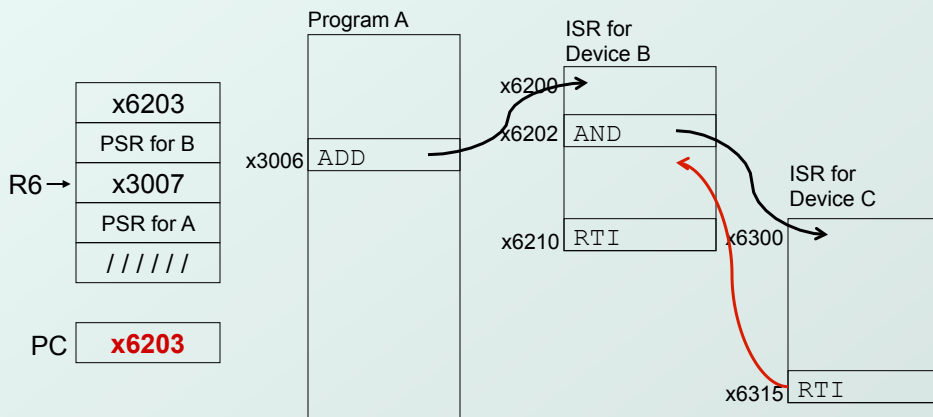 Program A
ISR for
Device B
x6200
x6203
PSR for B
x6202 AND
x3006 ADD
R6 x3007
ISR for
Device C
PSR for A
x6210 RTI
x6300
//////
PC x6203
x6315 RTI